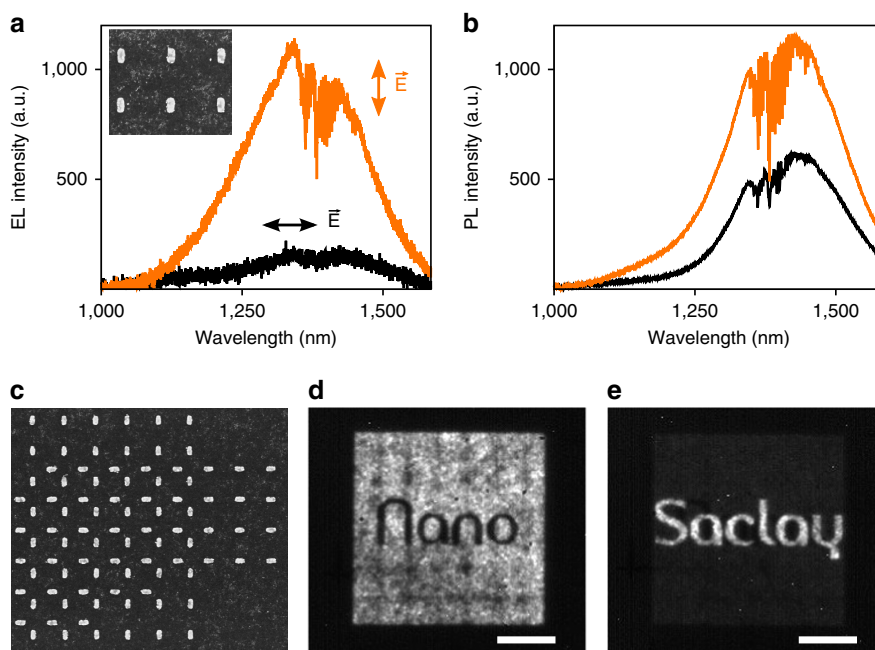 a
EL intensity (a.u.)
1,000
500
1,000
1,250
1,500
Wavelength (nm)
E
E
b
PL intensity (a.u.)
1,000
500
1,000
1,250
1,500
Wavelength (nm)
c
d
Nano
e
Saclay